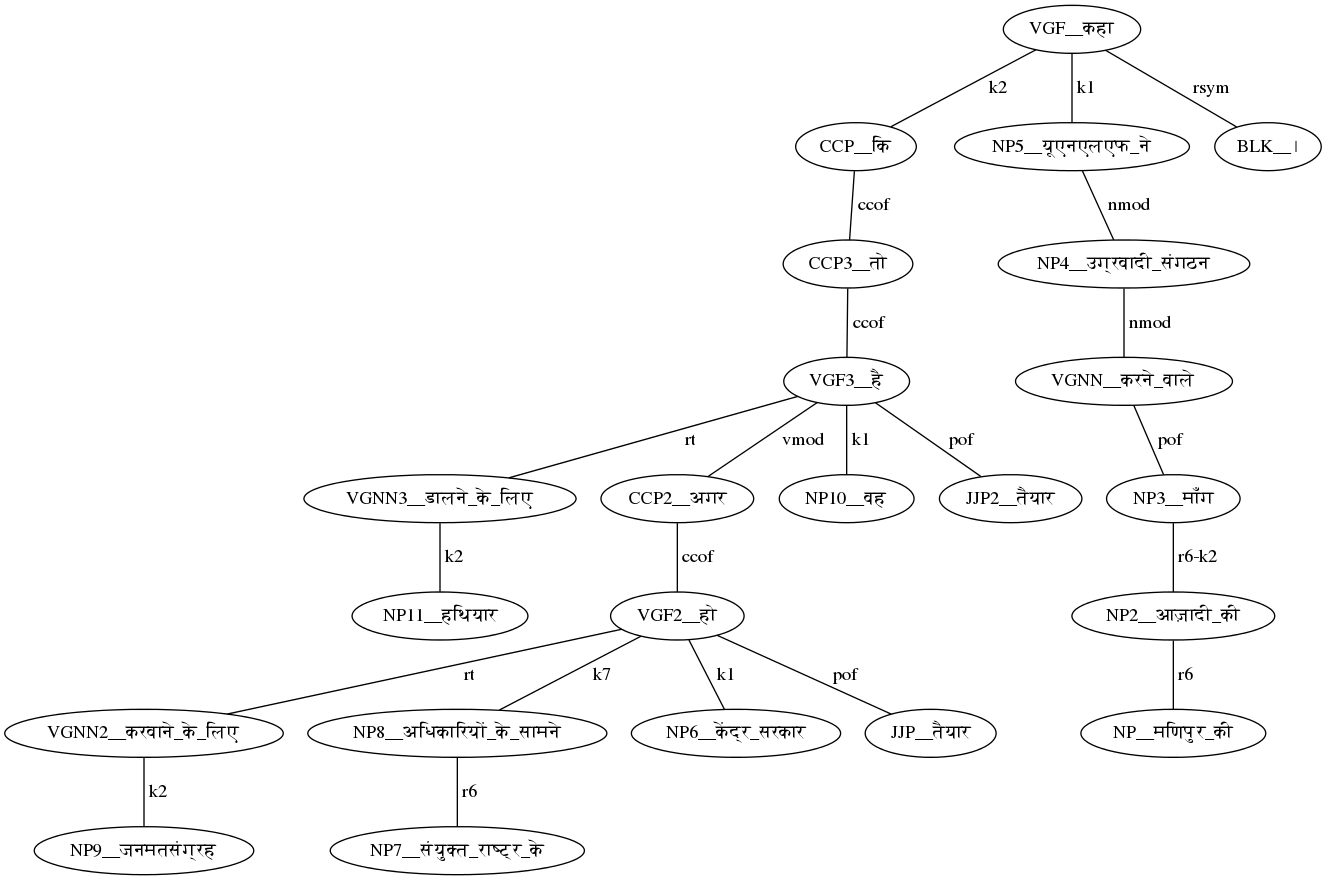 VGF__कहा
k2 k1 rsym
CCP__कि NP5__यूएनएलएफ_ने BLK__।
ccof nmod
CCP3__तो NP4__उग्रवादी_संगठन
ccof nmod
VGF3__है VGNN__करने_वाले
rt vmod k1 pof pof
VGNN3__डालने_के_लिए CCP2__अगर NP10__वह JJP2__तैयार NP3__माँग
k2 ccof r6-k2
NP11__हथियार VGF2__हो NP2__आज़ादी_की
rt k7 k1 pof r6
VGNN2__करवाने_के_लिए NP8__अधिकारियों_के_सामने NP6__केंद्र_सरकार JJP__तैयार NP__मणिपुर_की
k2 r6
NP9__जनमतसंग्रह NP7__संयुक्त_राष्ट्र_के